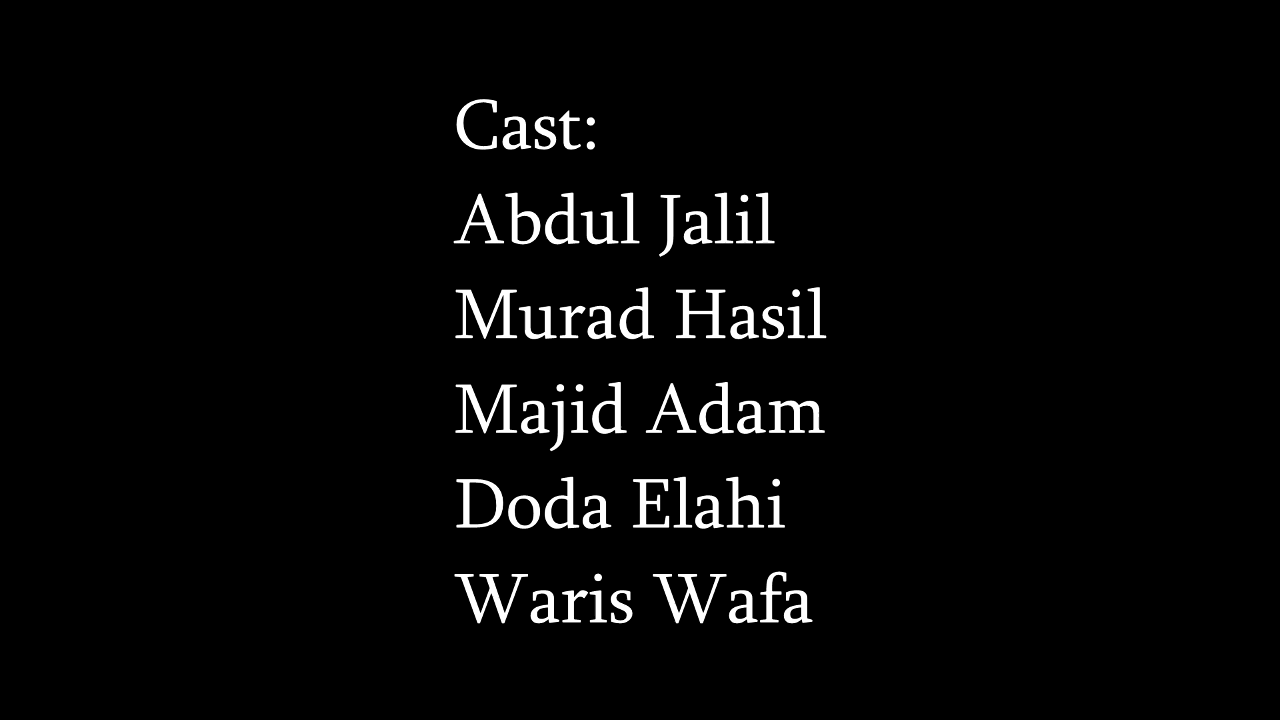 Cast:
Abdul Jalil
Murad Hasil
Majid Adam
Doda Elahi
Waris Wafa